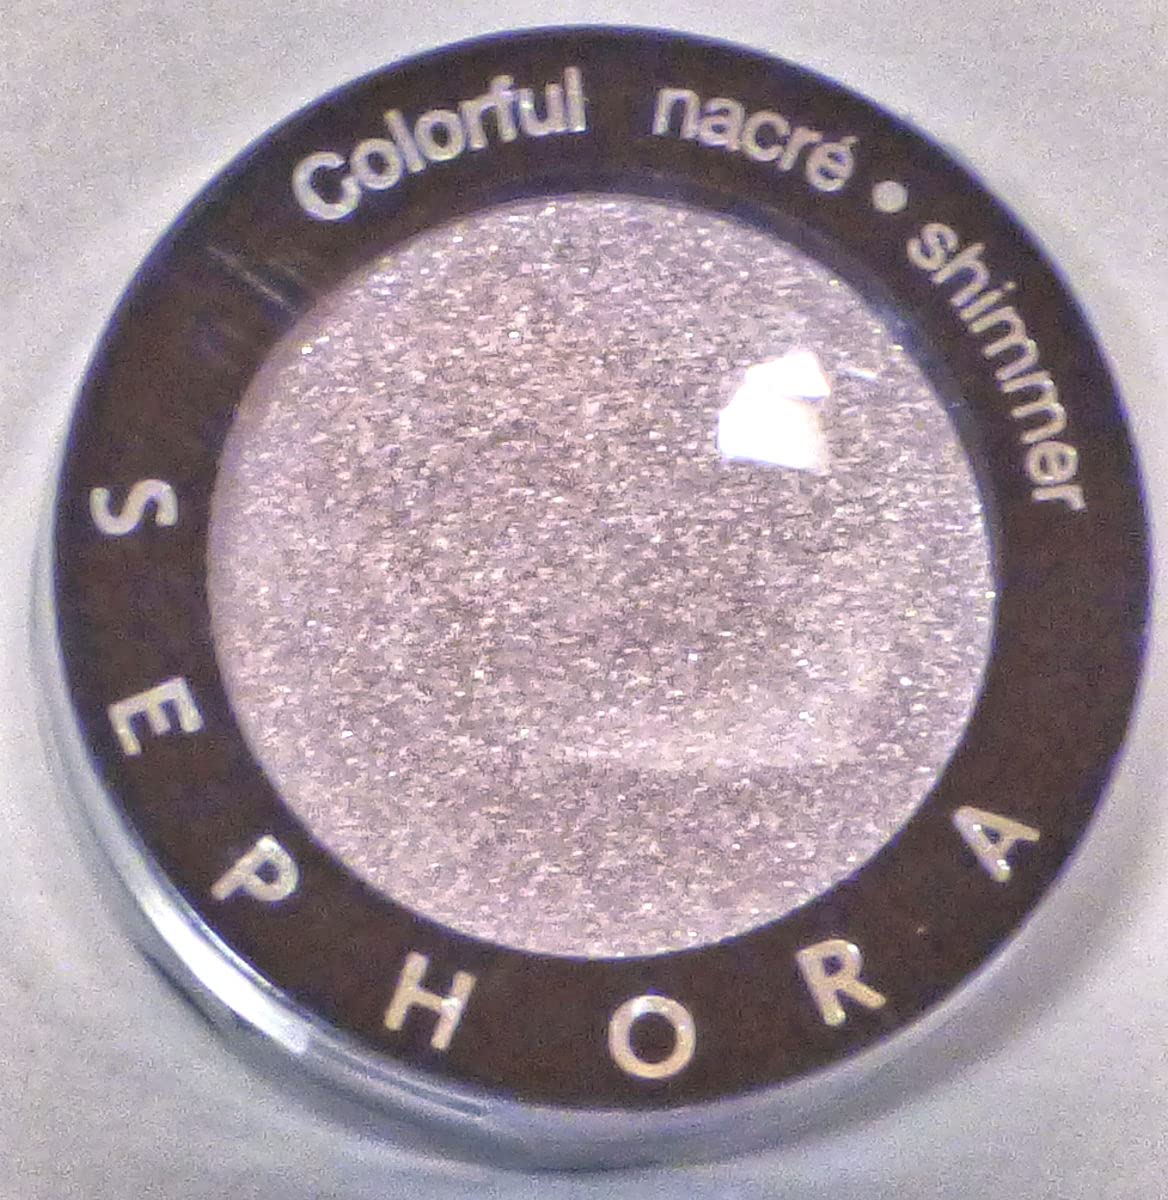 Colorful nacré • shimmer
SEPHORA